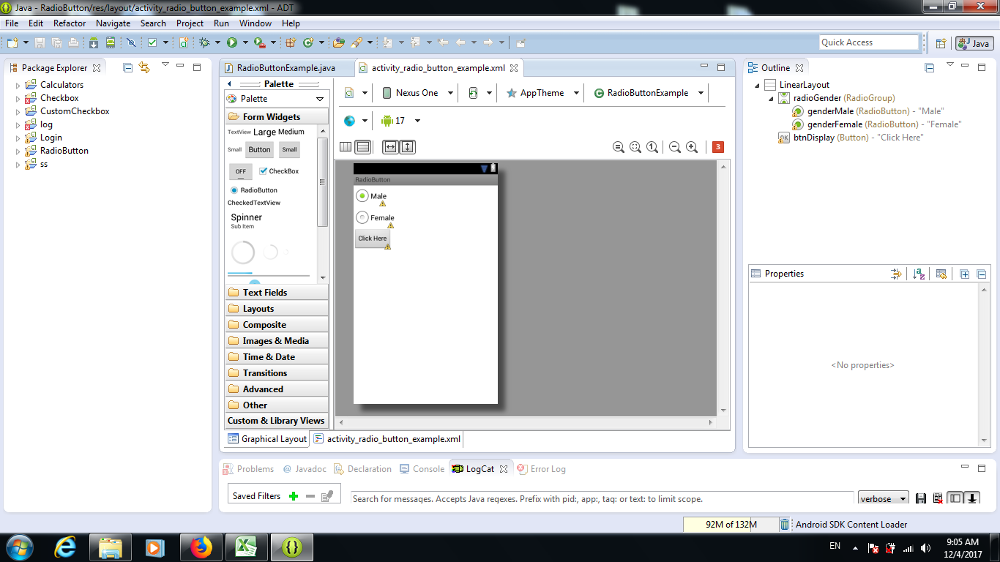 Java - RadioButton/res/layout/activity_radio_button_example.xml - ADT
File Edit Refactor Navigate Search Project Run Window Help
Quick Access
Java
Package Explorer
Calculators
Checkbox
CustomCheckbox
log
Login
RadioButton
ss
RadioButtonExample.java
activity_radio_button_example.xml
Palette
Palette
Form Widgets
TextView Large Medium
Small Button Small
OFF CheckBox
RadioButton
CheckedTextView
Spinner
Sub Item
Text Fields
Layouts
Composite
Images & Media
Time & Date
Transitions
Advanced
Other
Custom & Library Views
Nexus One
AppTheme
RadioButtonExample
17
1
3
RadioButton
Male
Female
Click Here
Graphical Layout
activity_radio_button_example.xml
Outline
LinearLayout
radioGender (RadioGroup)
genderMale (RadioButton) - "Male"
genderFemale (RadioButton) - "Female"
OK btnDisplay (Button) - "Click Here"
Properties
<No properties>
Problems @ Javadoc Declaration Console LogCat Error Log
Saved Filters
Search for messages. Accepts Java regexes. Prefix with pid:, app:, tag: or text: to limit scope.
verbose
92M of 132M
Android SDK Content Loader
EN
9:05 AM
12/4/2017